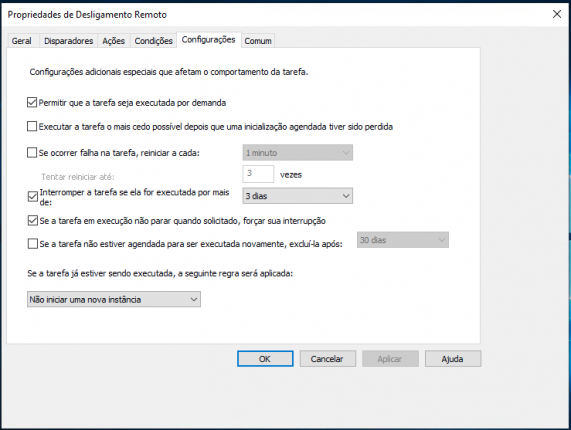 Propriedades de Desligamento Remoto
Geral Disparadores Ações Condições Configurações Comum
Configurações adicionais especiais que afetam o comportamento da tarefa.
Permitir que a tarefa seja executada por demanda
Executar a tarefa o mais cedo possível depois que uma inicialização agendada tiver sido perdida
Se ocorrer falha na tarefa, reiniciar a cada: 1 minuto
Tentar reiniciar até: 3 vezes
Interromper a tarefa se ela for executada por mais
de: 3 dias
Se a tarefa em execução não parar quando solicitado, forçar sua interrupção
Se a tarefa não estiver agendada para ser executada novamente, excluí-la após: 30 dias
Se a tarefa já estiver sendo executada, a seguinte regra será aplicada:
Não iniciar uma nova instância
OK Cancelar Aplicar Ajuda